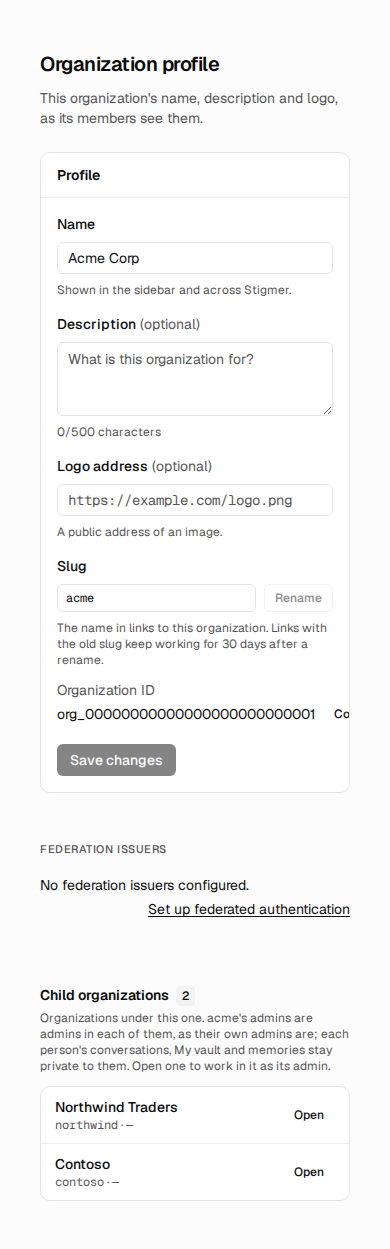 Organization profile
This organization's name, description and logo,
as its members see them.
Profile
Name
Acme Corp
Shown in the sidebar and across Stigmer.
Description (optional)
What is this organization for?
0/500 characters
Logo address (optional)
https://example.com/logo.png
A public address of an image.
Slug
acme
Rename
The name in links to this organization. Links with
the old slug keep working for 30 days after a
rename.
Organization ID
org_00000000000000000000000001 Co
Save changes
FEDERATION ISSUERS
No federation issuers configured.
Set up federated authentication
Child organizations 2
Organizations under this one. acme's admins are
admins in each of them, as their own admins are; each
person's conversations, My vault and memories stay
private to them. Open one to work in it as its admin.
Northwind Traders
northwind · —
Open
Contoso
contoso · —
Open